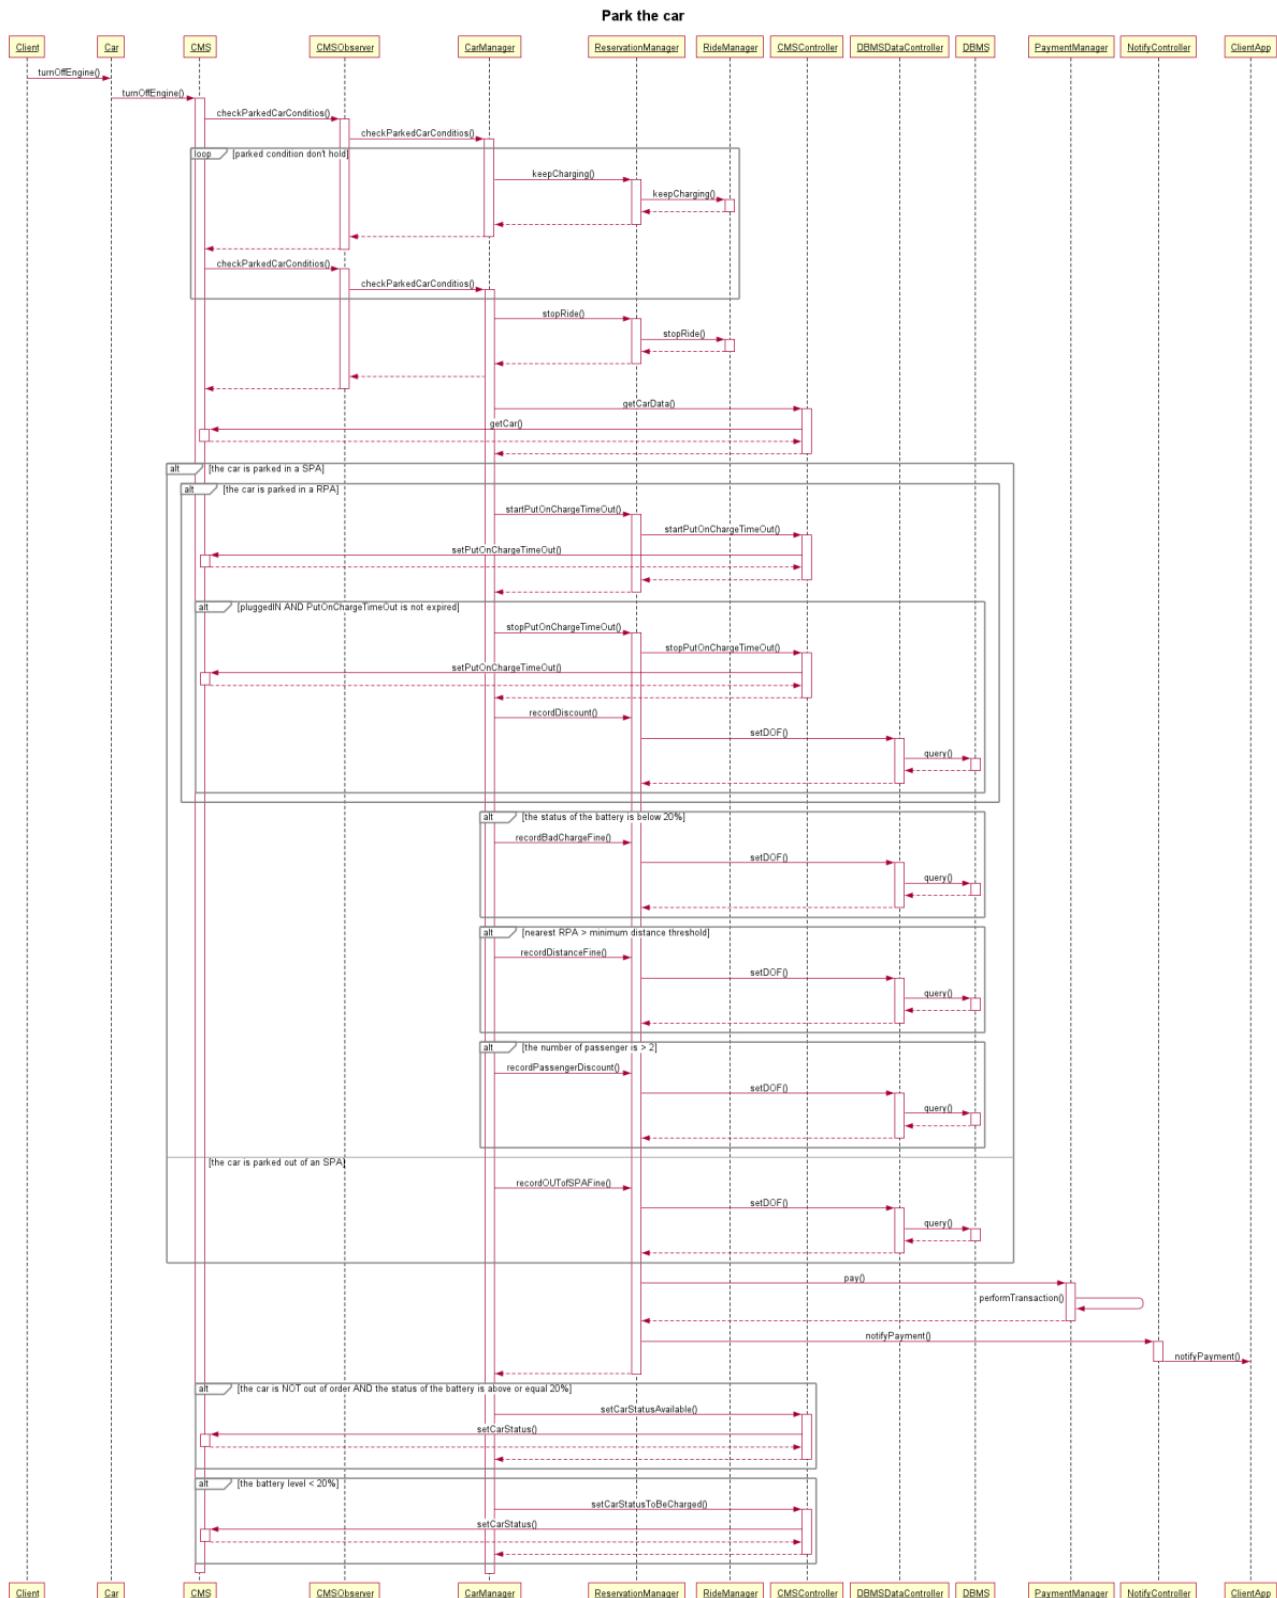 Park the car
Client Car CMS CMSObserver CarManager ReservationManager RideManager CMSController DBMSDataController DBMS PaymentManager NotifyController ClientApp
turnOffEngine()
turnOffEngine()
checkParkedCarConditios()
checkParkedCarConditios()
loop [parked condition don't hold]
keepCharging()
keepCharging()
checkParkedCarConditios()
checkParkedCarConditios()
stopRide()
stopRide()
getCarData()
getCar()
alt [the car is parked in a SPA]
alt [the car is parked in a RPA]
startPutOnChargeTimeOut()
startPutOnChargeTimeOut()
setPutOnChargeTimeOut()
alt [pluggedIN AND PutOnChargeTimeOut is not expired]
stopPutOnChargeTimeOut()
stopPutOnChargeTimeOut()
setPutOnChargeTimeOut()
recordDiscount()
setDOF()
query()
alt [the status of the battery is below 20%]
recordBadChargeFine()
setDOF()
query()
alt [nearest RPA > minimum distance threshold]
recordDistanceFine()
setDOF()
query()
alt [the number of passenger is > 2]
recordPassengerDiscount()
setDOF()
query()
[the car is parked out of an SPA]
recordOUTofSPAFine()
setDOF()
query()
pay()
performTransaction()
notifyPayment()
notifyPayment()
alt [the car is NOT out of order AND the status of the battery is above or equal 20%]
setCarStatusAvailable()
setCarStatus()
alt [the battery level < 20%]
setCarStatusToBeCharged()
setCarStatus()
Client Car CMS CMSObserver CarManager ReservationManager RideManager CMSController DBMSDataController DBMS PaymentManager NotifyController ClientApp